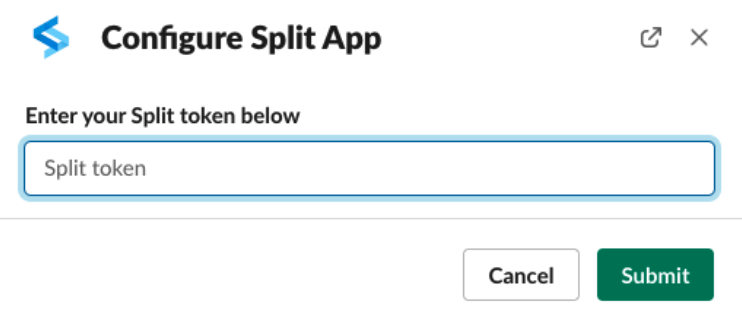 Configure Split App
Enter your Split token below
Split token
Cancel
Submit